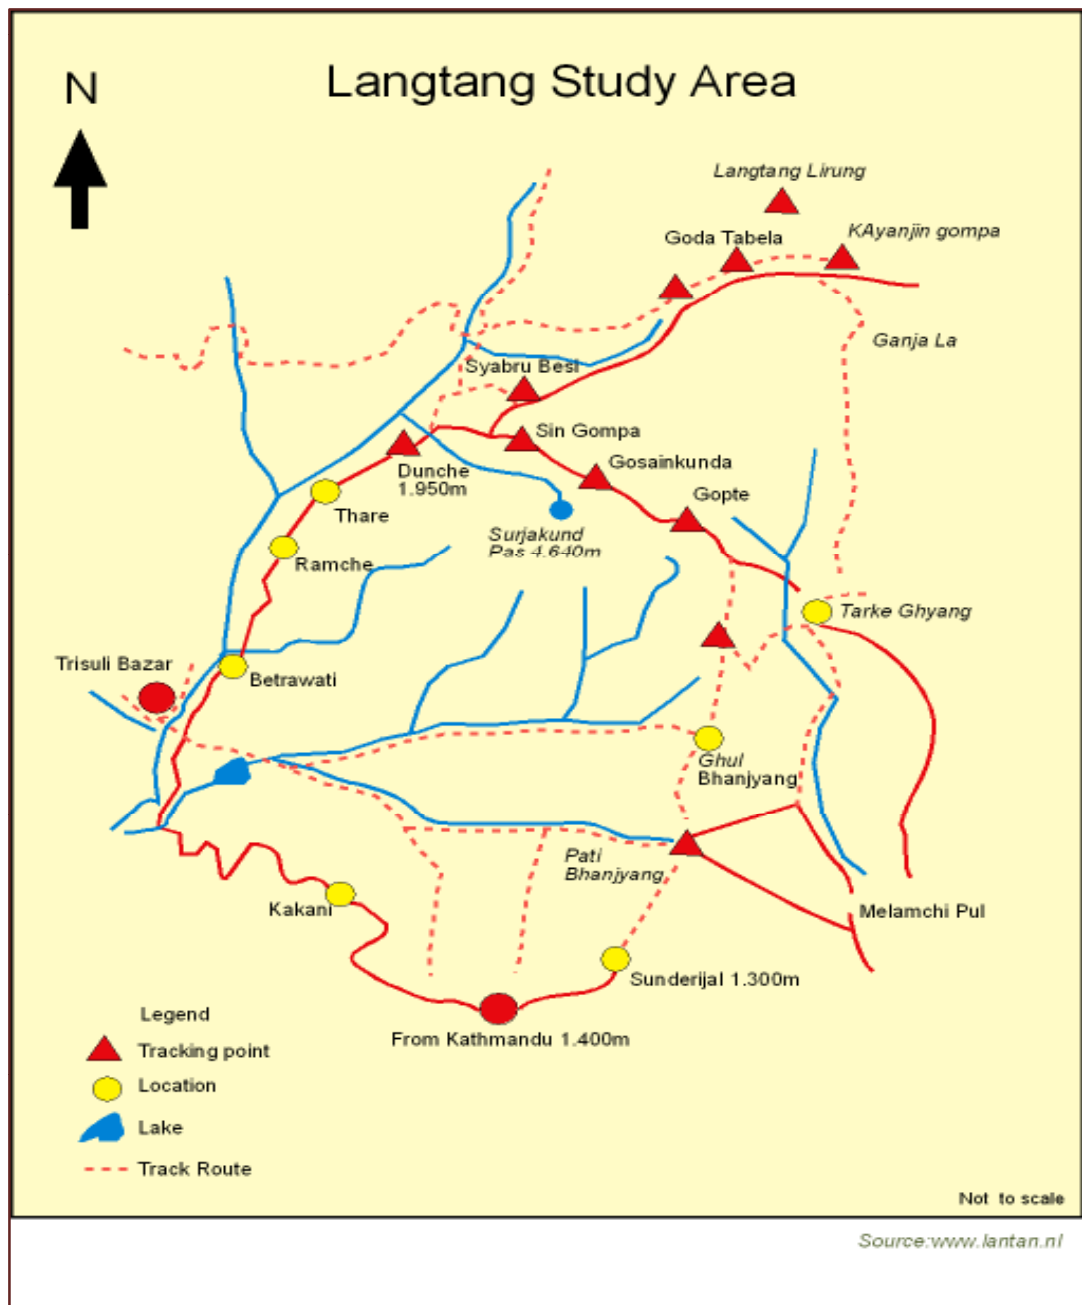 Langtang Study Area
N
Langtang Lirung
KAyanjin gompa
Goda Tabela
Ganja La
Syabru Besi
Sin Gompa
Gosainkunda
Dunche
1.950m
Gopte
Thare
Surjakund
Pas 4.640m
Ramche
Tarke Ghyang
Trisuli Bazar
Betrawati
Ghul
Bhanjyang
Pati
Bhanjyang
Kakani
Melamchi Pul
Sunderijal 1.300m
From Kathmandu 1.400m
Legend
Tracking point
Location
Lake
Track Route
Not to scale
Source:www.lantan.nl